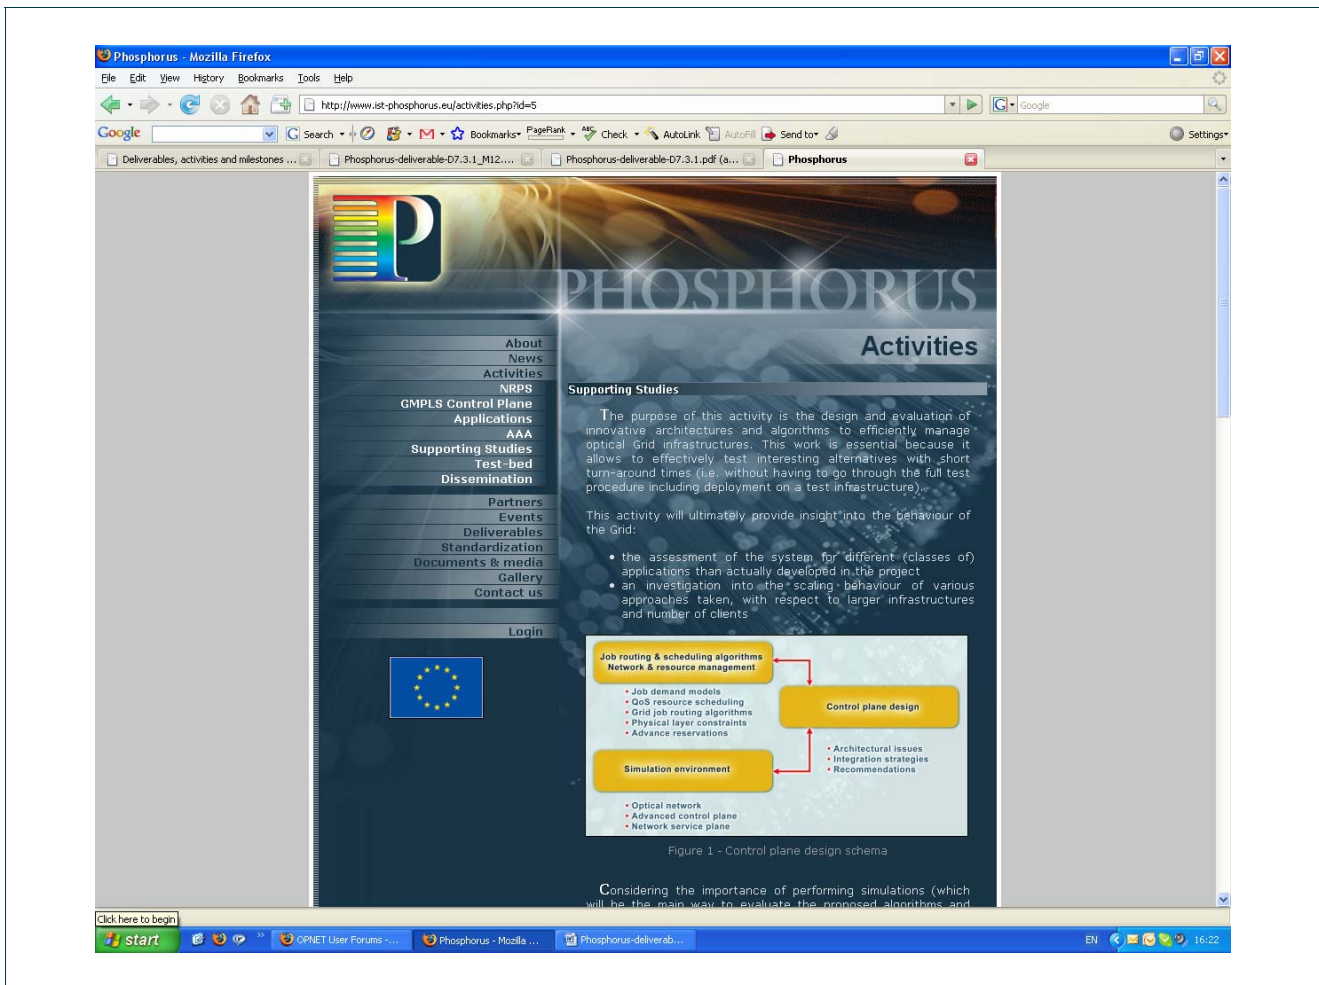 Phosphorus - Mozilla Firefox
File Edit View History Bookmarks Tools Help
http://www.ist-phosphorus.eu/activities.php?id=5
Google
Google
Search
Bookmarks
PageRank
Check
AutoLink
AutoFill
Send to
Settings
Deliverables, activities and milestones ...
Phosphorus-deliverable-D7.3.1_M12....
Phosphorus-deliverable-D7.3.1.pdf (a...
Phosphorus
P
PHOSPHORUS
Activities
About
News
Activities
NRPS
GMPLS Control Plane
Applications
AAA
Supporting Studies
Test-bed
Dissemination
Partners
Events
Deliverables
Standardization
Documents & media
Gallery
Contact us
Login
Supporting Studies
The purpose of this activity is the design and evaluation of
innovative architectures and algorithms to efficiently manage
optical Grid infrastructures. This work is essential because it
allows to effectively test interesting alternatives with short
turn-around times (i.e. without having to go through the full test
procedure including deployment on a test infrastructure).
This activity will ultimately provide insight into the behaviour of
the Grid:
• the assessment of the system for different (classes of)
applications than actually developed in the project
• an investigation into the scaling behaviour of various
approaches taken, with respect to larger infrastructures
and number of clients
Job routing & scheduling algorithms
Network & resource management
• Job demand models
• QoS resource scheduling
• Grid job routing algorithms
• Physical layer constraints
• Advance reservations
Control plane design
• Architectural issues
• Integration strategies
• Recommendations
Simulation environment
• Optical network
• Advanced control plane
• Network service plane
Figure 1 - Control plane design schema
Considering the importance of performing simulations (which
will be the main way to evaluate the proposed algorithms and
Click here to begin
start
OPNET User Forums -...
Phosphorus - Mozilla ...
Phosphorus-deliverab...
EN
16:22